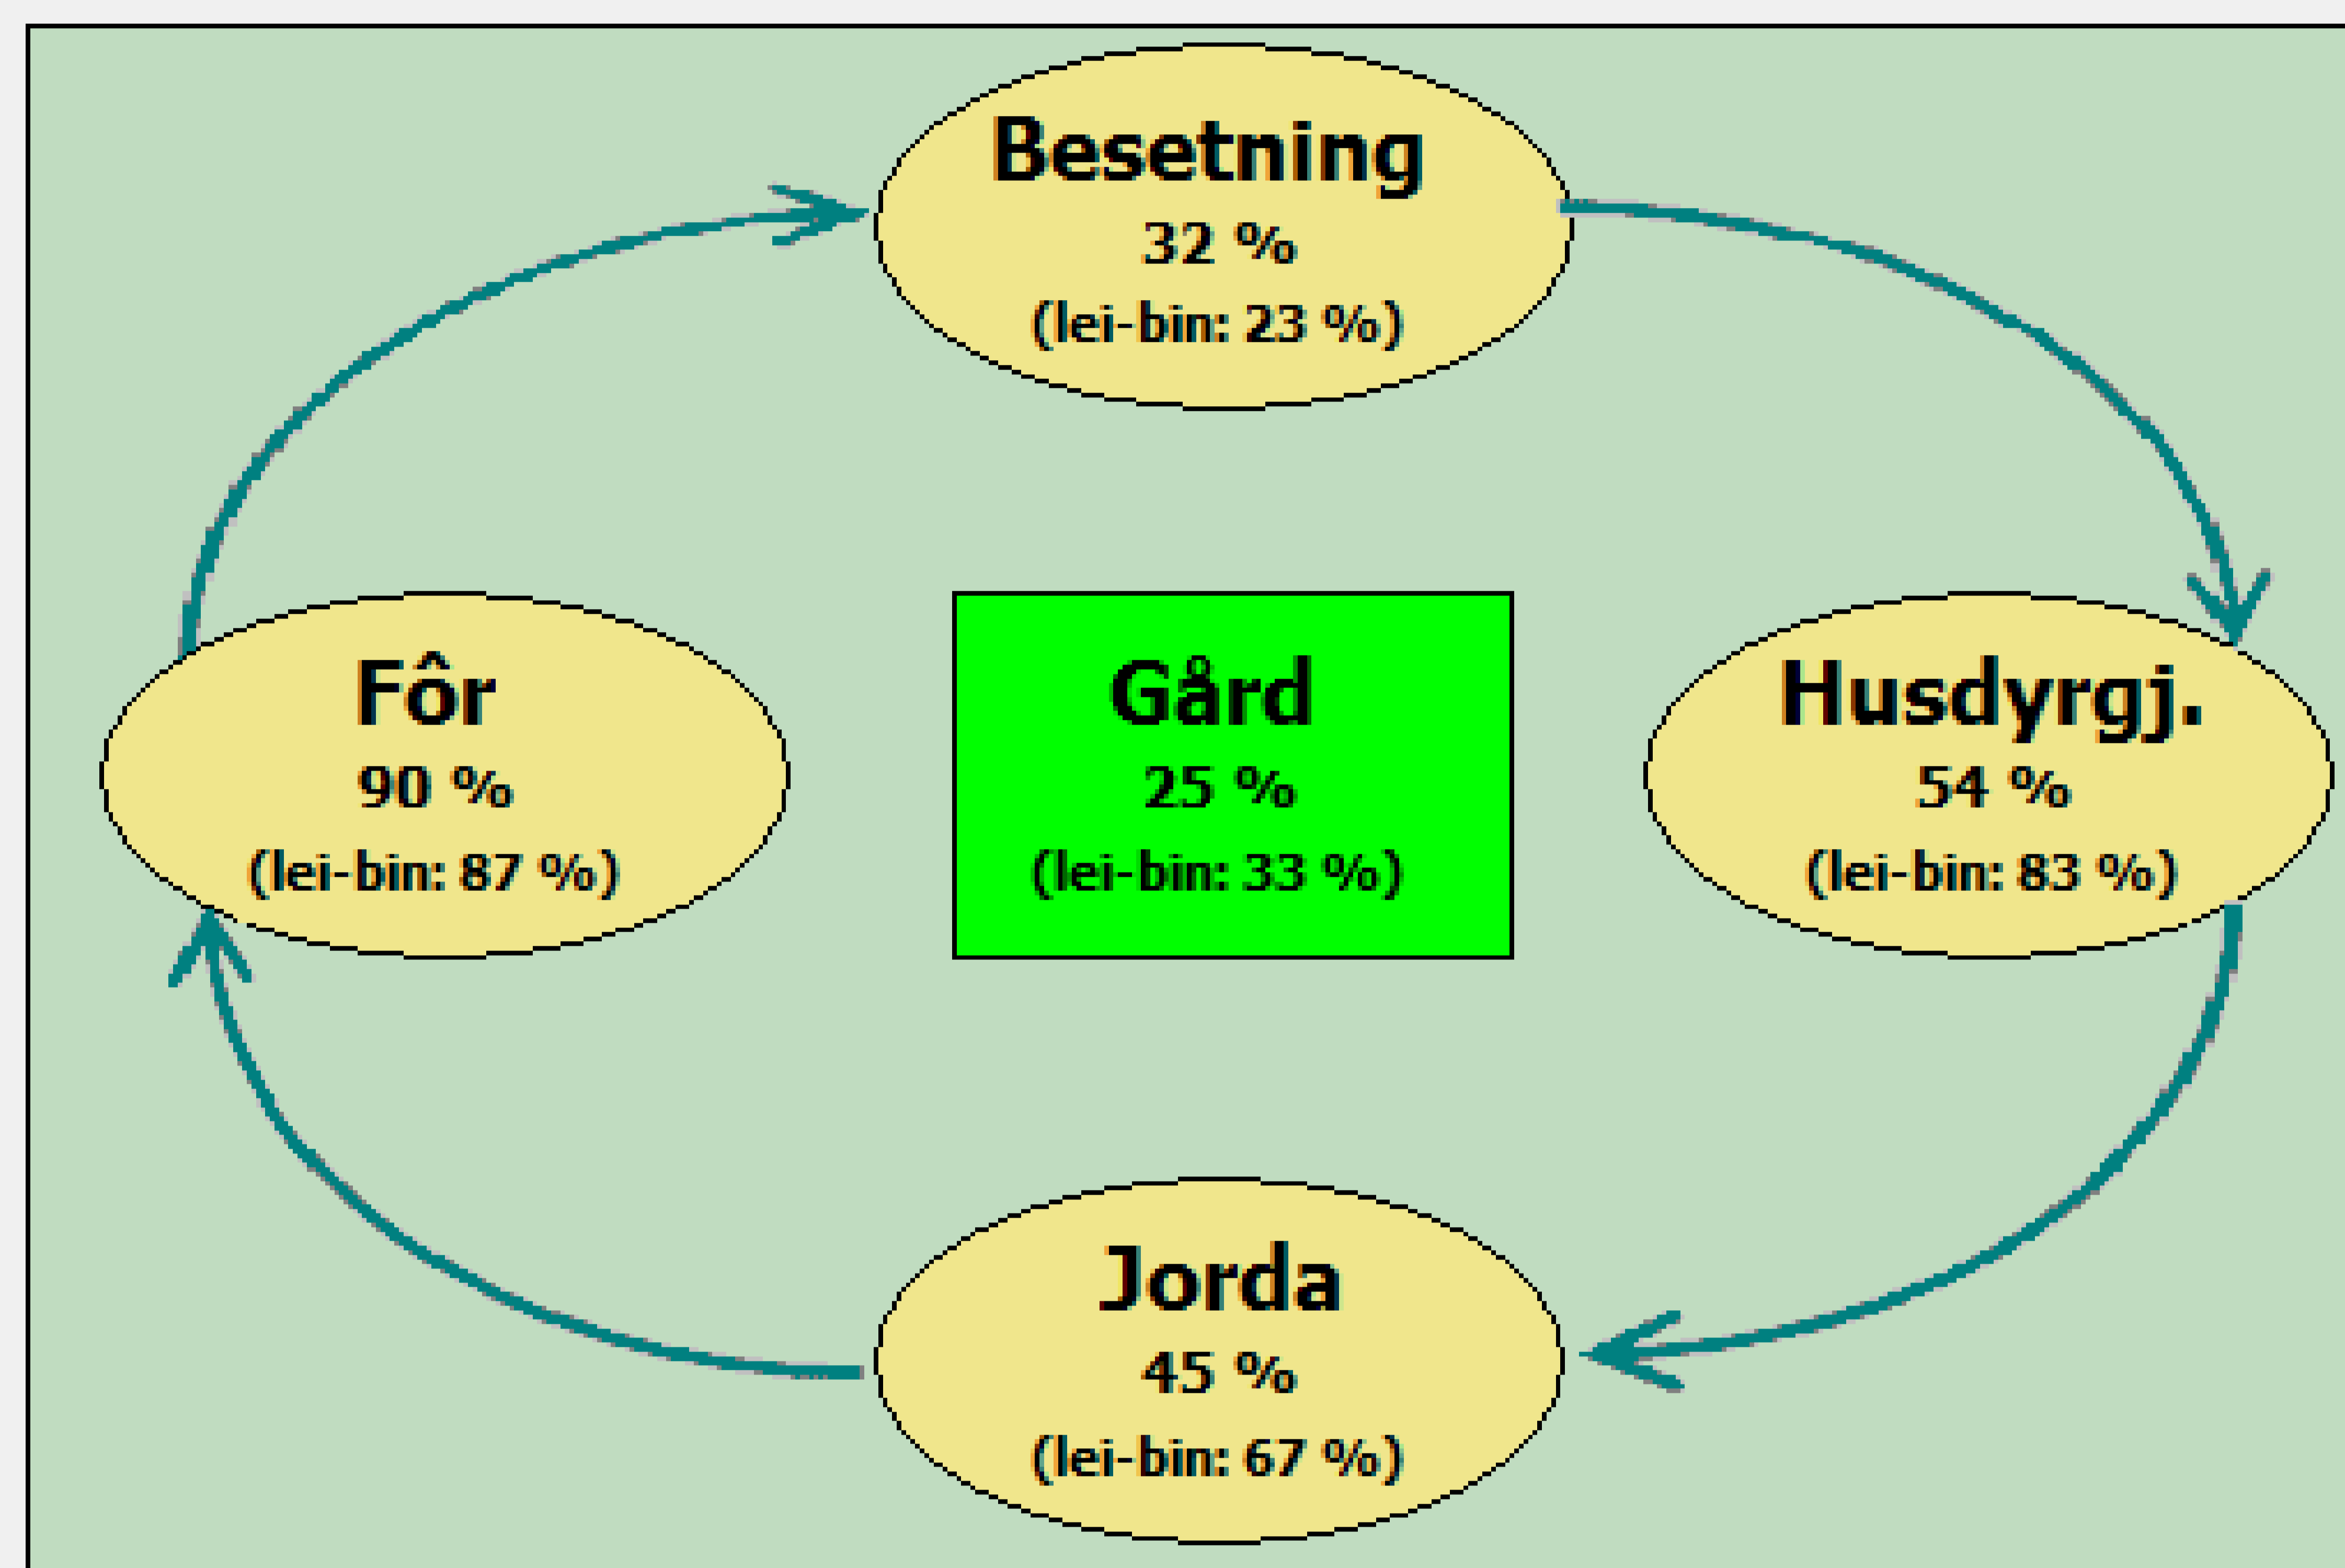 Besetning
32 %
(lei-bin: 23 %)
Fôr
90 %
(lei-bin: 87 %)
Gård
25 %
(lei-bin: 33 %)
Husdyrgj.
54 %
(lei-bin: 83 %)
Jorda
45 %
(lei-bin: 67 %)